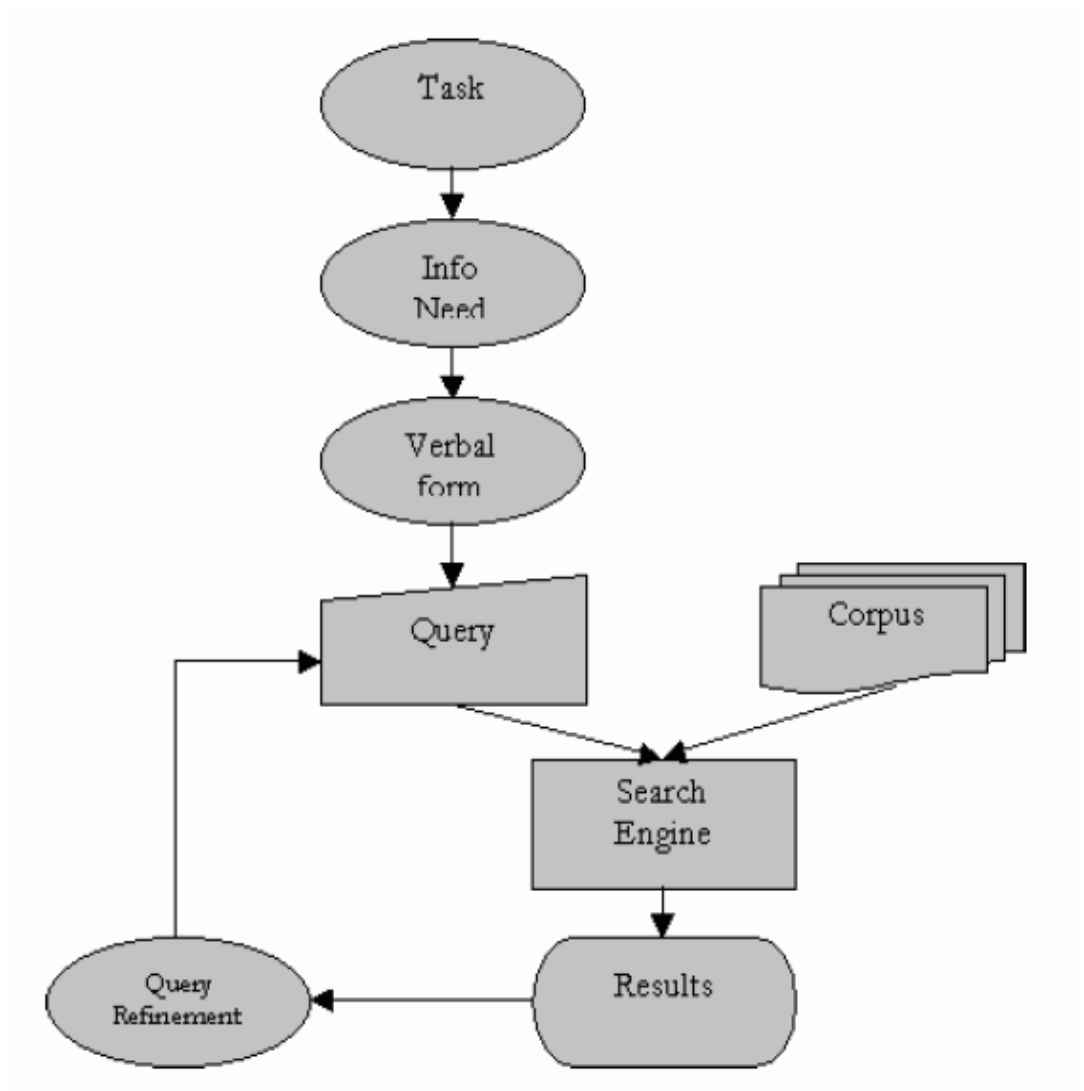 Task
Info
Need
Verbal
form
Query
Corpus
Search
Engine
Results
Query
Refinement